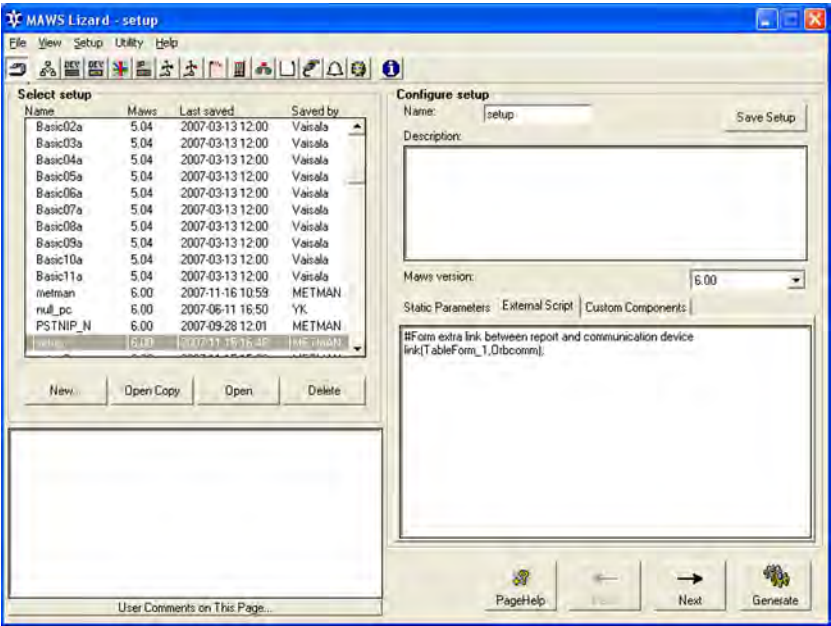 MAWS Lizard - setup
File View Setup Utility Help
Select setup
Name Maws Last saved Saved by
Basic02a 5.04 2007-03-13 12:00 Vaisala
Basic03a 5.04 2007-03-13 12:00 Vaisala
Basic04a 5.04 2007-03-13 12:00 Vaisala
Basic05a 5.04 2007-03-13 12:00 Vaisala
Basic06a 5.04 2007-03-13 12:00 Vaisala
Basic07a 5.04 2007-03-13 12:00 Vaisala
Basic08a 5.04 2007-03-13 12:00 Vaisala
Basic09a 5.04 2007-03-13 12:00 Vaisala
Basic10a 5.04 2007-03-13 12:00 Vaisala
Basic11a 5.04 2007-03-13 12:00 Vaisala
metman 6.00 2007-11-16 10:59 METMAN
null_pc 6.00 2007-06-11 16:50 YK
PSTNIP_N 6.00 2007-09-28 12:01 METMAN
setup 6.00 METMAN
New... Open Copy Open Delete
User Comments on This Page...
Configure setup
Name: setup Save Setup
Description:
Maws version: 6.00
Static Parameters External Script Custom Components
#Form extra link between report and communication device
link(TableForm_1,Orbcomm);
PageHelp Next Generate